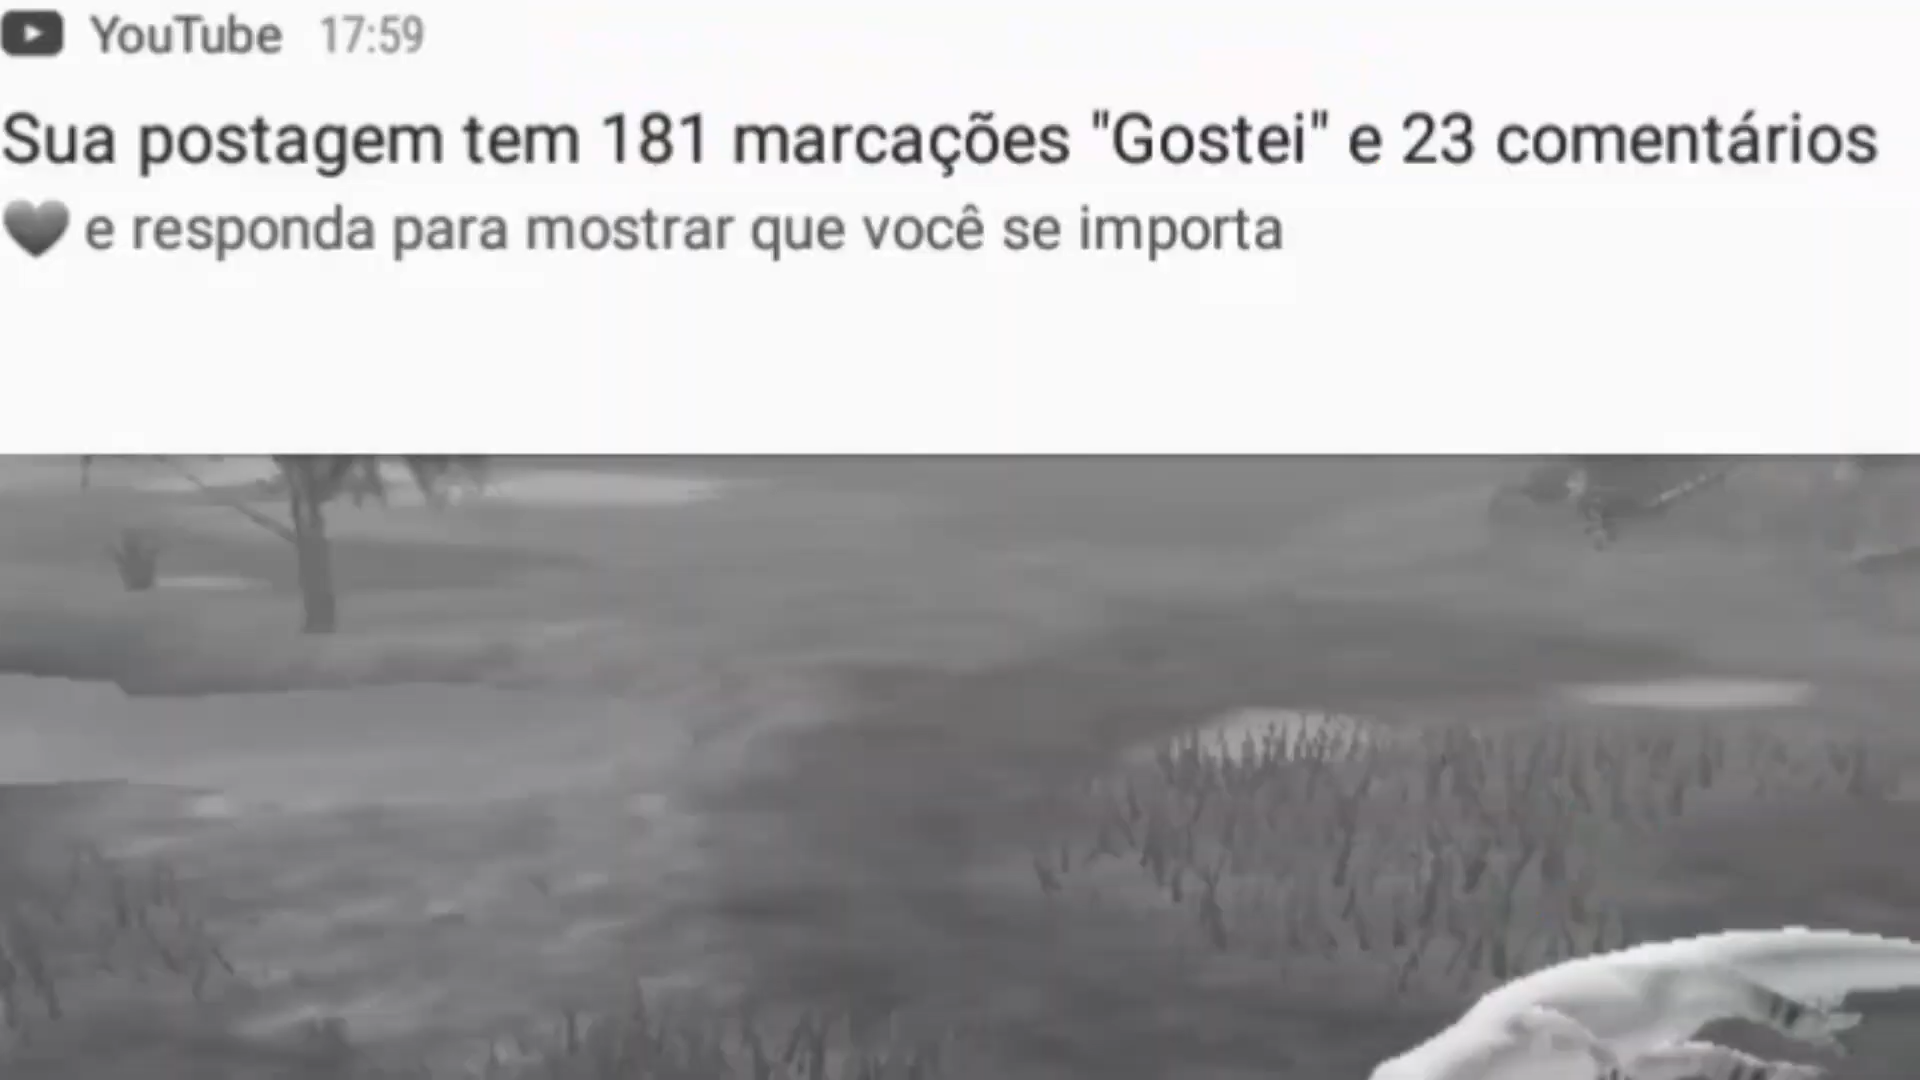 YouTube 17:59
Sua postagem tem 181 marcações "Gostei" e 23 comentários
e responda para mostrar que você se importa